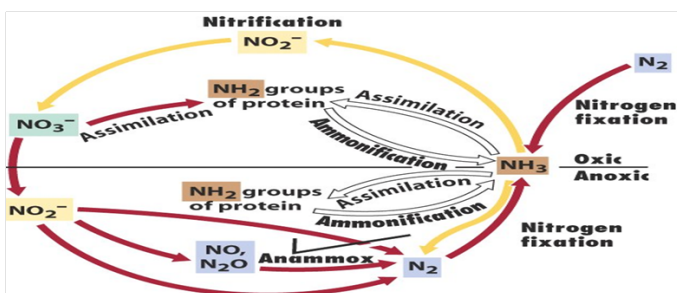 Nitrification
NO₂⁻
N₂
NH₂ groups
of protein
Assimilation
Nitrogen
fixation
NO₃⁻
Assimilation
Ammonification
NH₃
Oxic
Anoxic
NH₂ groups
of protein
Assimilation
Ammonification
NO₂⁻
Nitrogen
fixation
NO,
N₂O
Anammox
N₂